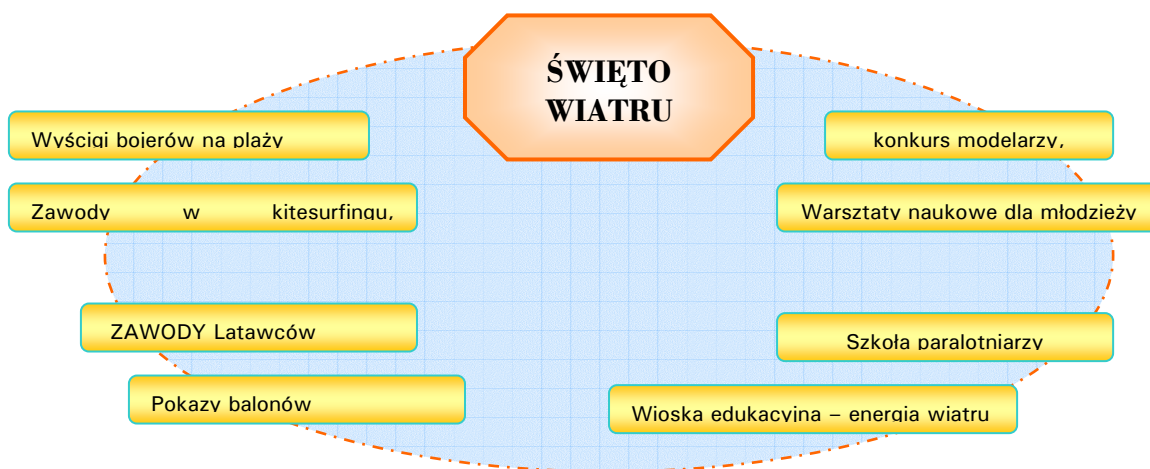 ŚWIĘTO
WIATRU
Wyścigi bojerów na plaży
konkurs modelarzy,
Zawody w kitesurfingu,
Warsztaty naukowe dla młodzieży
ZAWODY Latawców
Szkoła paralotniarzy
Pokazy balonów
Wioska edukacyjna – energia wiatru